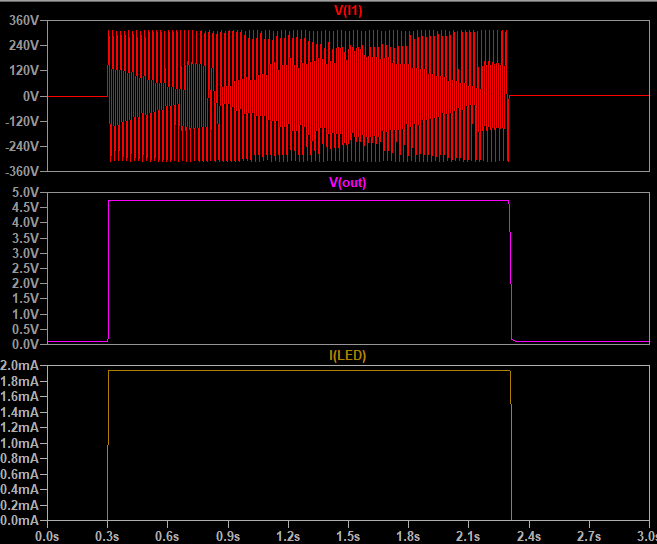 V(l1)
360V
240V
120V
0V
-120V
-240V
-360V
V(out)
5.0V
4.5V
4.0V
3.5V
3.0V
2.5V
2.0V
1.5V
1.0V
0.5V
0.0V
I(LED)
2.0mA
1.8mA
1.6mA
1.4mA
1.2mA
1.0mA
0.8mA
0.6mA
0.4mA
0.2mA
0.0mA
0.0s 0.3s 0.6s 0.9s 1.2s 1.5s 1.8s 2.1s 2.4s 2.7s 3.0s